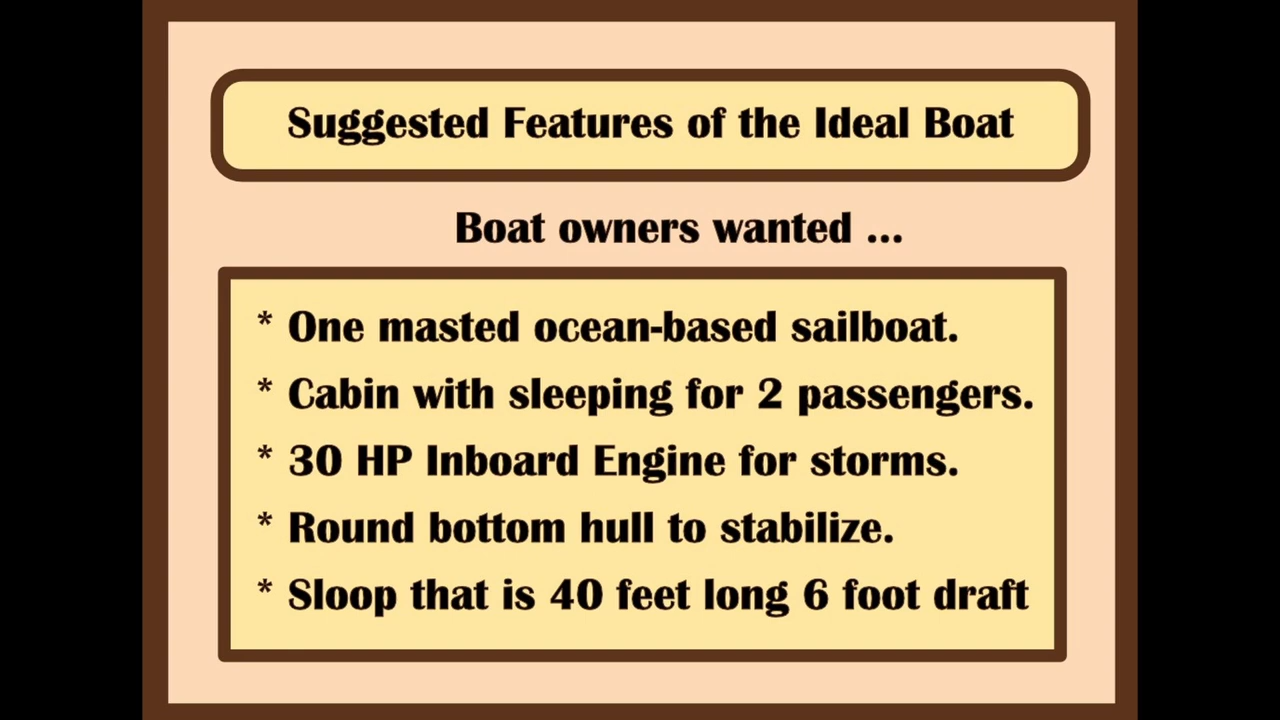 Suggested Features of the Ideal Boat
Boat owners wanted ...
* One masted ocean-based sailboat.
* Cabin with sleeping for 2 passengers.
* 30 HP Inboard Engine for storms.
* Round bottom hull to stabilize.
* Sloop that is 40 feet long 6 foot draft